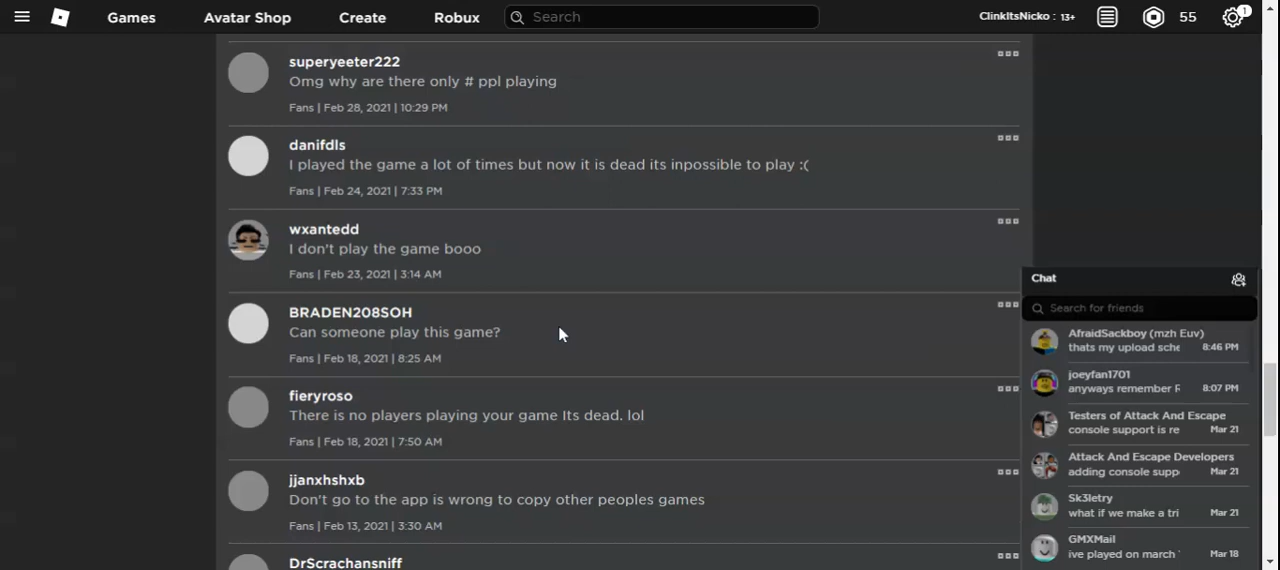 Games
Avatar Shop
Create
Robux
Search
ClinkItsNicko : 13+
55
1
superyeeter222
Omg why are there only # ppl playing
Fans | Feb 28, 2021 | 10:29 PM
danifdls
I played the game a lot of times but now it is dead its inpossible to play :(
Fans | Feb 24, 2021 | 7:33 PM
wxantedd
I don't play the game booo
Fans | Feb 23, 2021 | 3:14 AM
BRADEN208SOH
Can someone play this game?
Fans | Feb 18, 2021 | 8:25 AM
fieryroso
There is no players playing your game Its dead. lol
Fans | Feb 18, 2021 | 7:50 AM
jjanxhshxb
Don't go to the app is wrong to copy other peoples games
Fans | Feb 13, 2021 | 3:30 AM
DrScrachansniff
Chat
Search for friends
AfraidSackboy (mzh Euv)
thats my upload sche 8:46 PM
joeyfan1701
anyways remember F 8:07 PM
Testers of Attack And Escape
console support is re Mar 21
Attack And Escape Developers
adding console supp Mar 21
Sk3letry
what if we make a tri Mar 21
GMXMail
ive played on march Mar 18